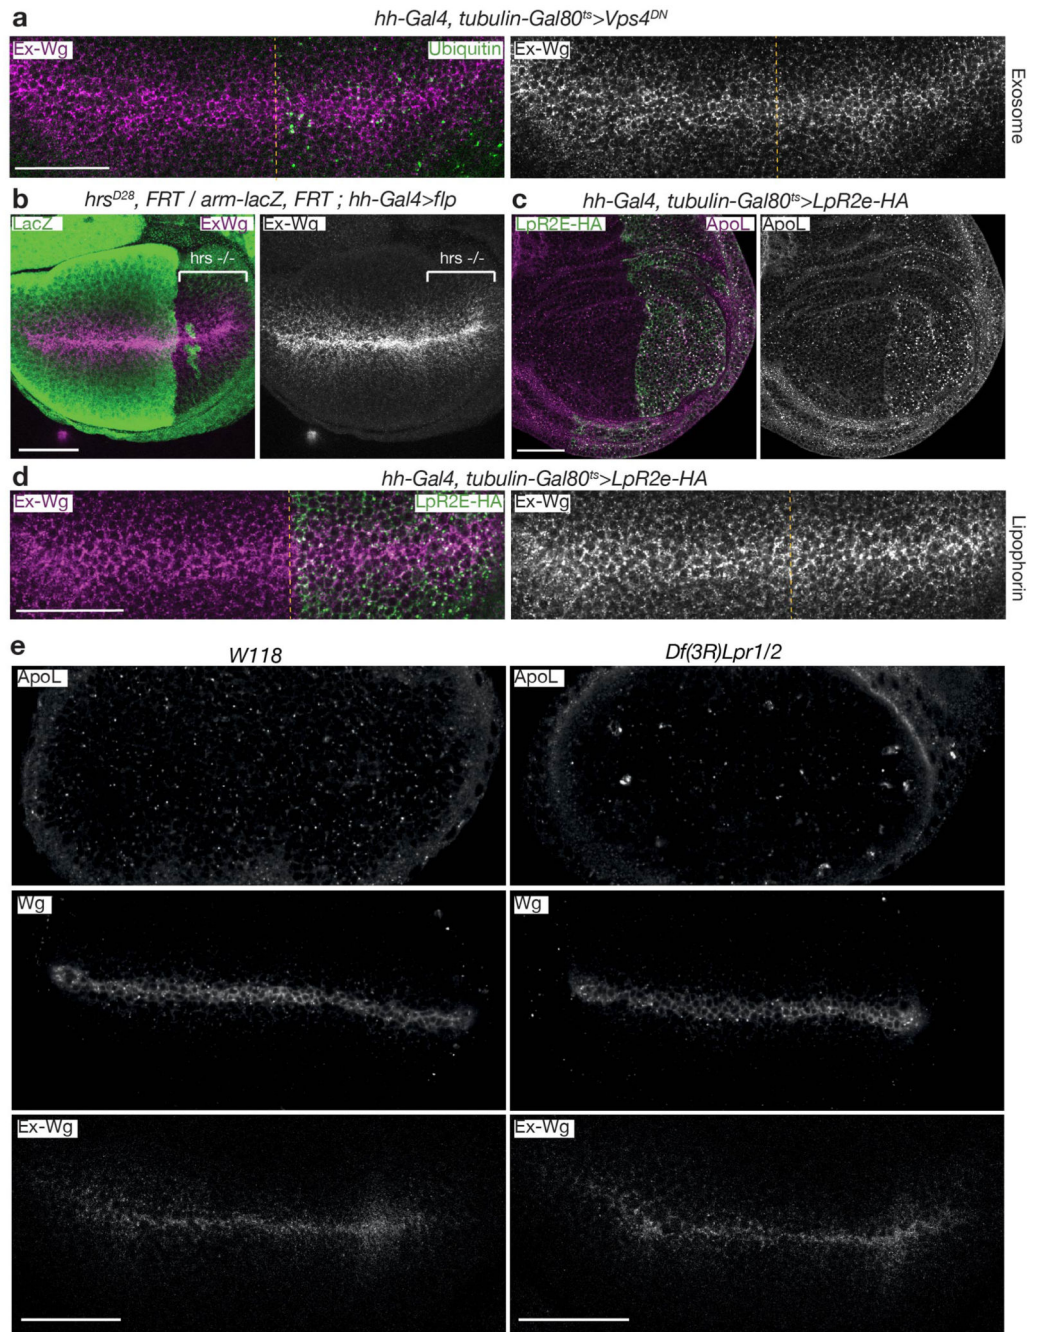 a
hh-Gal4, tubulin-Gal80ts>Vps4DN
Ex-Wg
Ubiquitin
Ex-Wg
Exosome
b
hrsD28, FRT / arm-lacZ, FRT ; hh-Gal4>flp
LacZ
ExWg
hrs -/-
Ex-Wg
hrs -/-
c
hh-Gal4, tubulin-Gal80ts>LpR2e-HA
LpR2E-HA
ApoL
ApoL
d
hh-Gal4, tubulin-Gal80ts>LpR2e-HA
Ex-Wg
LpR2E-HA
Ex-Wg
Lipophorin
e
W118
Df(3R)Lpr1/2
ApoL
ApoL
Wg
Wg
Ex-Wg
Ex-Wg